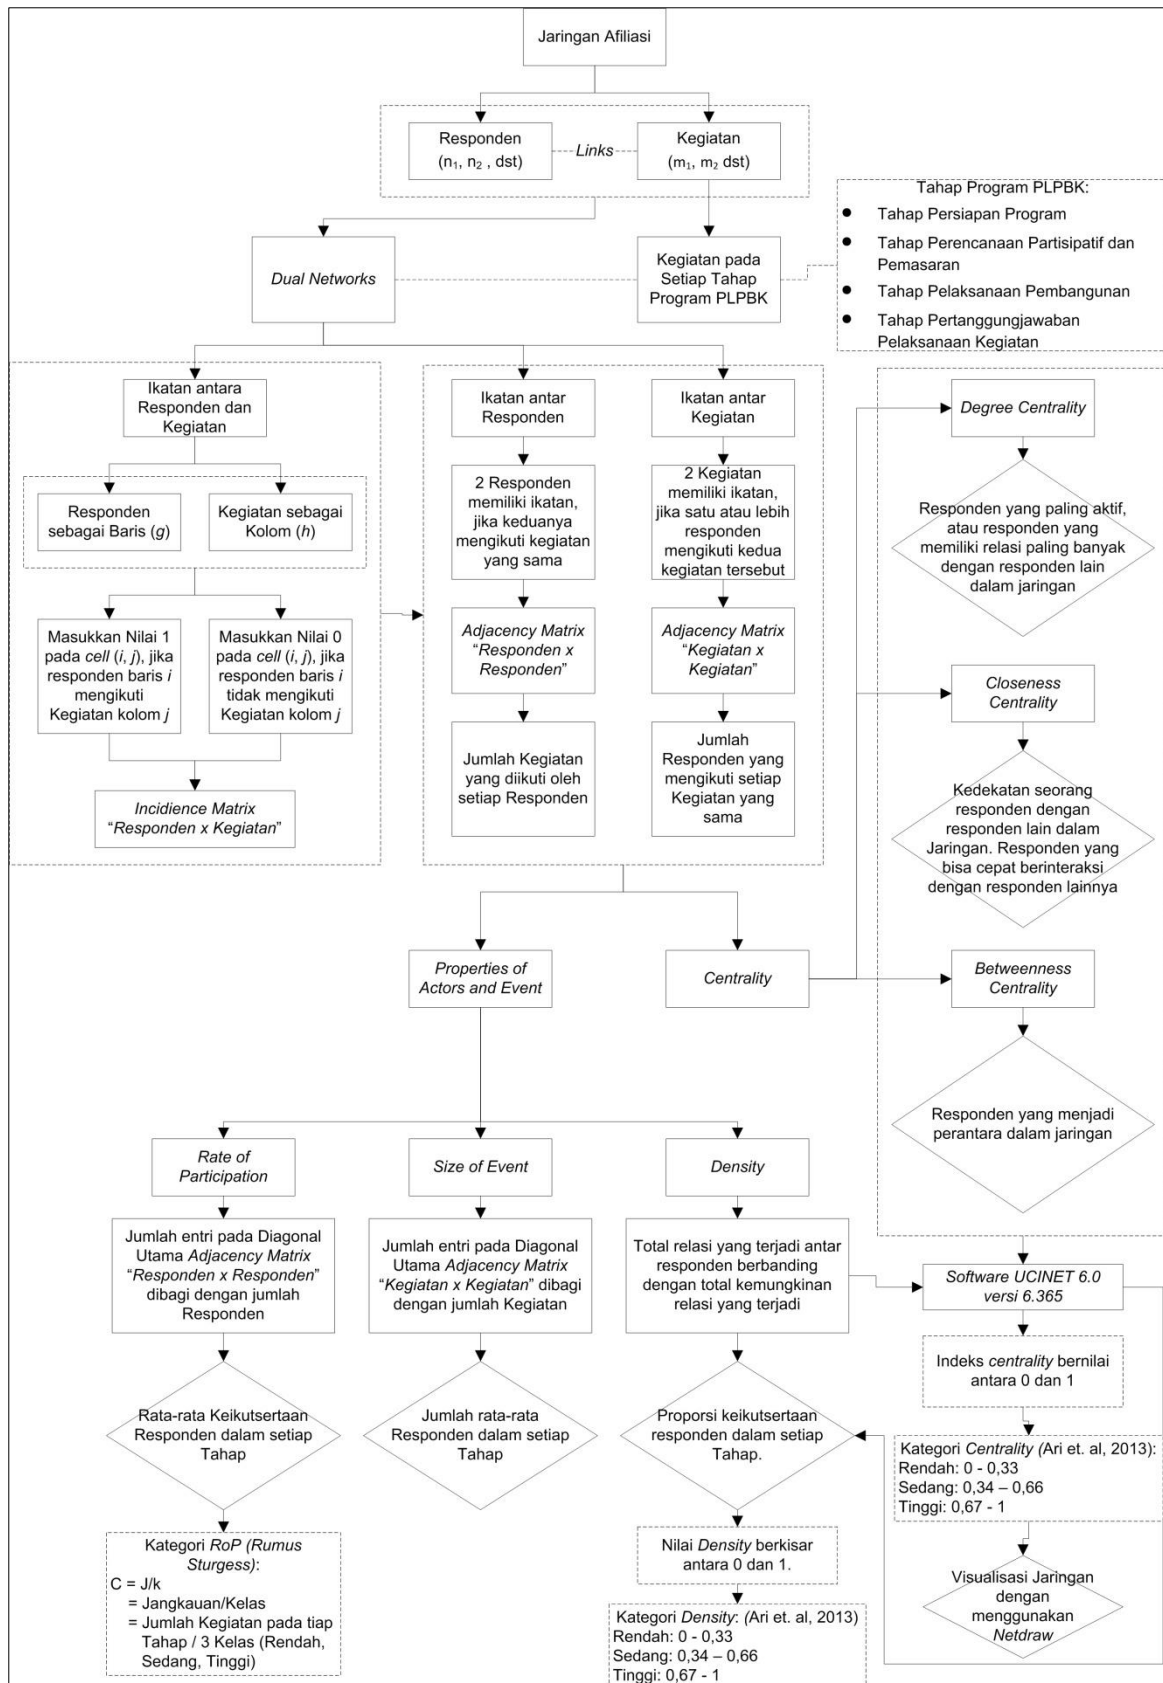 Jaringan Afiliasi
Responden
(n₁, n₂ , dst)
Links
Kegiatan
(m₁, m₂ dst)
Tahap Program PLPBK:
● Tahap Persiapan Program
● Tahap Perencanaan Partisipatif dan
Pemasaran
● Tahap Pelaksanaan Pembangunan
● Tahap Pertanggungjawaban
Pelaksanaan Kegiatan
Dual Networks
Kegiatan pada
Setiap Tahap
Program PLPBK
Ikatan antara
Responden dan
Kegiatan
Responden
sebagai Baris (g)
Kegiatan sebagai
Kolom (h)
Masukkan Nilai 1
pada cell (i, j), jika
responden baris i
mengikuti
Kegiatan kolom j
Masukkan Nilai 0
pada cell (i, j), jika
responden baris i
tidak mengikuti
Kegiatan kolom j
Incidience Matrix
“Responden x Kegiatan”
Ikatan antar
Responden
2 Responden
memiliki ikatan,
jika keduanya
mengikuti kegiatan
yang sama
Adjacency Matrix
“Responden x
Responden”
Jumlah Kegiatan
yang diikuti oleh
setiap Responden
Ikatan antar
Kegiatan
2 Kegiatan
memiliki ikatan,
jika satu atau lebih
responden
mengikuti kedua
kegiatan tersebut
Adjacency Matrix
“Kegiatan x
Kegiatan”
Jumlah
Responden yang
mengikuti setiap
Kegiatan yang
sama
Degree Centrality
Responden yang paling aktif,
atau responden yang
memiliki relasi paling banyak
dengan responden lain
dalam jaringan
Closeness
Centrality
Kedekatan seorang
responden dengan
responden lain dalam
Jaringan. Responden yang
bisa cepat berinteraksi
dengan responden lainnya
Betweenness
Centrality
Responden yang menjadi
perantara dalam jaringan
Properties of
Actors and Event
Centrality
Rate of
Participation
Jumlah entri pada Diagonal
Utama Adjacency Matrix
“Responden x Responden”
dibagi dengan jumlah
Responden
Rata-rata Keikutsertaan
Responden dalam setiap
Tahap
Kategori RoP (Rumus
Sturgess):
C = J/k
= Jangkauan/Kelas
= Jumlah Kegiatan pada tiap
Tahap / 3 Kelas (Rendah,
Sedang, Tinggi)
Size of Event
Jumlah entri pada Diagonal
Utama Adjacency Matrix
“Kegiatan x Kegiatan” dibagi
dengan jumlah Kegiatan
Jumlah rata-rata
Responden dalam setiap
Tahap
Density
Total relasi yang terjadi antar
responden berbanding
dengan total kemungkinan
relasi yang terjadi
Proporsi keikutsertaan
responden dalam setiap
Tahap.
Nilai Density berkisar
antara 0 dan 1.
Kategori Density: (Ari et. al, 2013)
Rendah: 0 - 0,33
Sedang: 0,34 – 0,66
Tinggi: 0,67 - 1
Software UCINET 6.0
versi 6.365
Indeks centrality bernilai
antara 0 dan 1
Kategori Centrality (Ari et. al, 2013):
Rendah: 0 - 0,33
Sedang: 0,34 – 0,66
Tinggi: 0,67 - 1
Visualisasi Jaringan
dengan
menggunakan
Netdraw